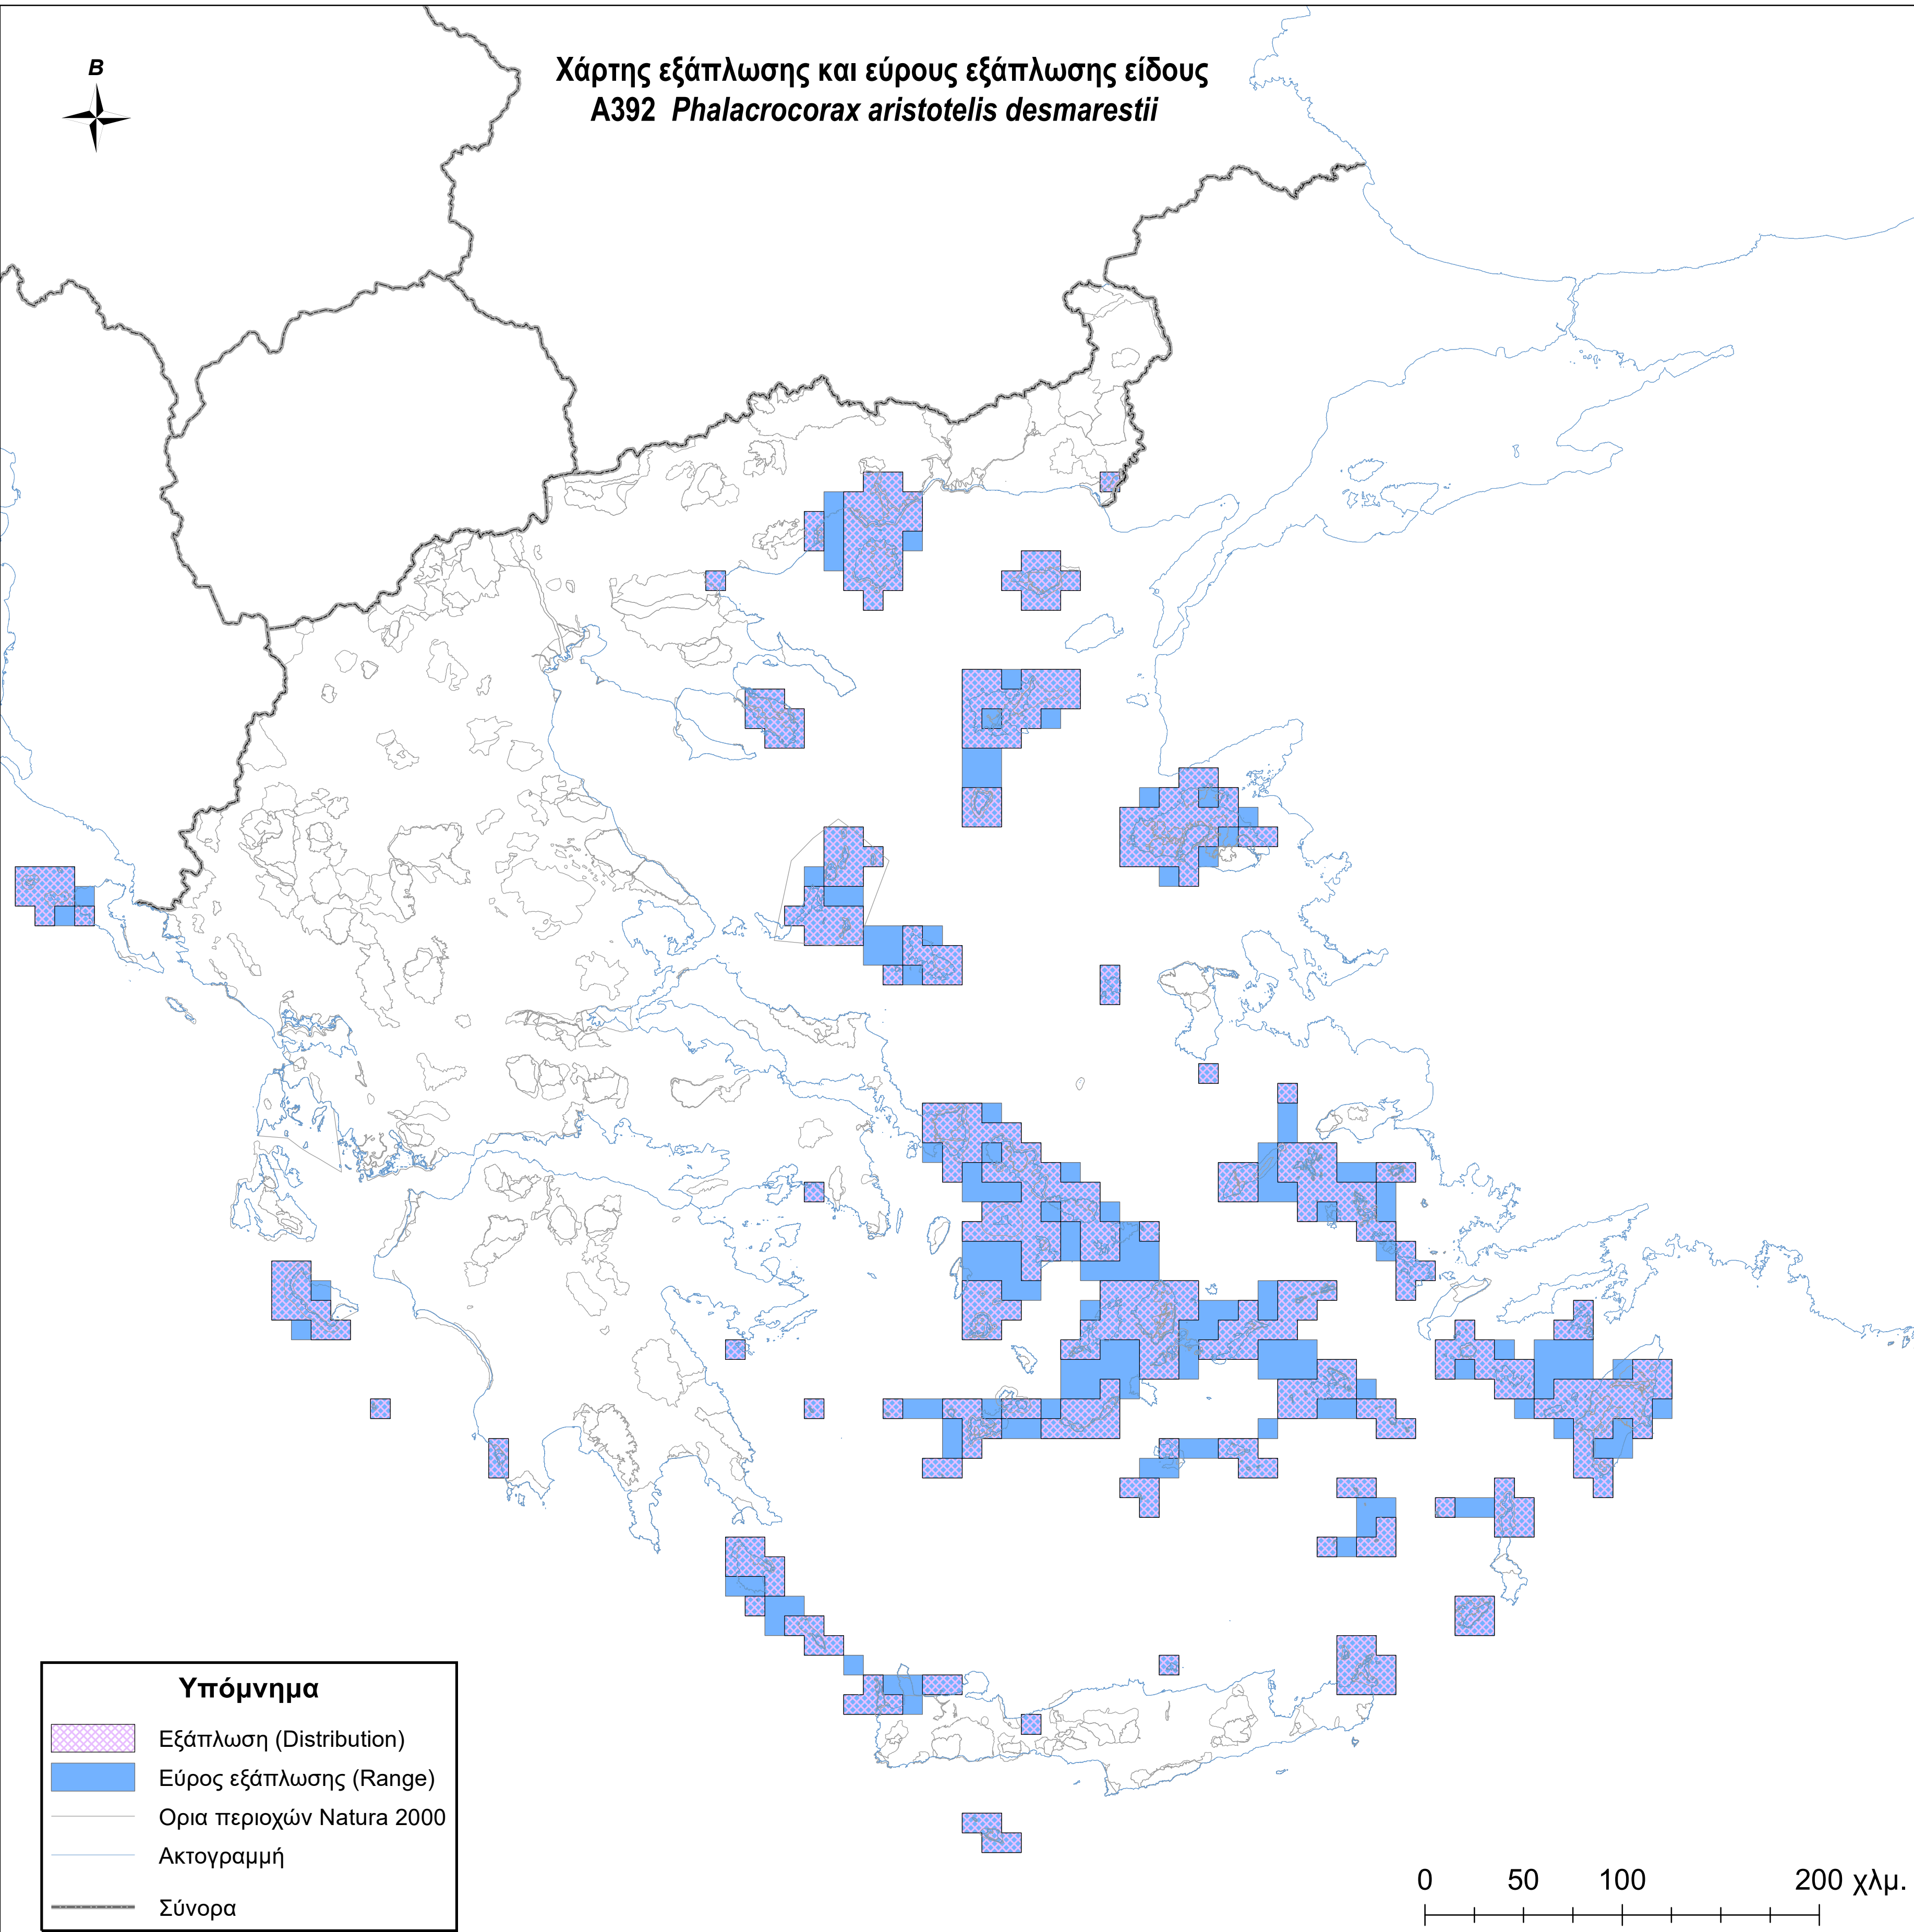 Β
Χάρτης εξάπλωσης και εύρους εξάπλωσης είδους
A392 Phalacrocorax aristotelis desmarestii
Υπόμνημα
Εξάπλωση (Distribution)
Εύρος εξάπλωσης (Range)
Ορια περιοχών Natura 2000
Ακτογραμμή
Σύνορα
0 50 100 200 χλμ.